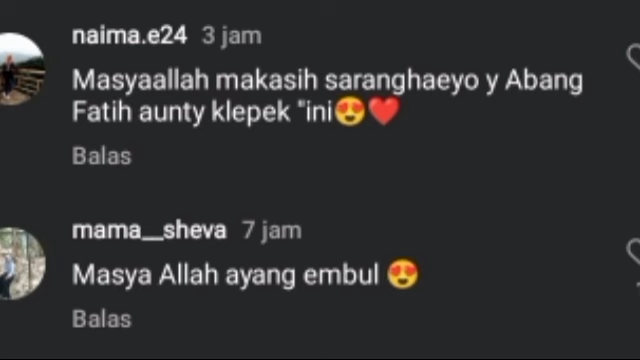 naima.e24 3 jam
Masyaallah makasih saranghaeyo y Abang
Fatih aunty klepek "ini😍❤️
Balas
mama__sheva 7 jam
Masya Allah ayang embul 😍
Balas